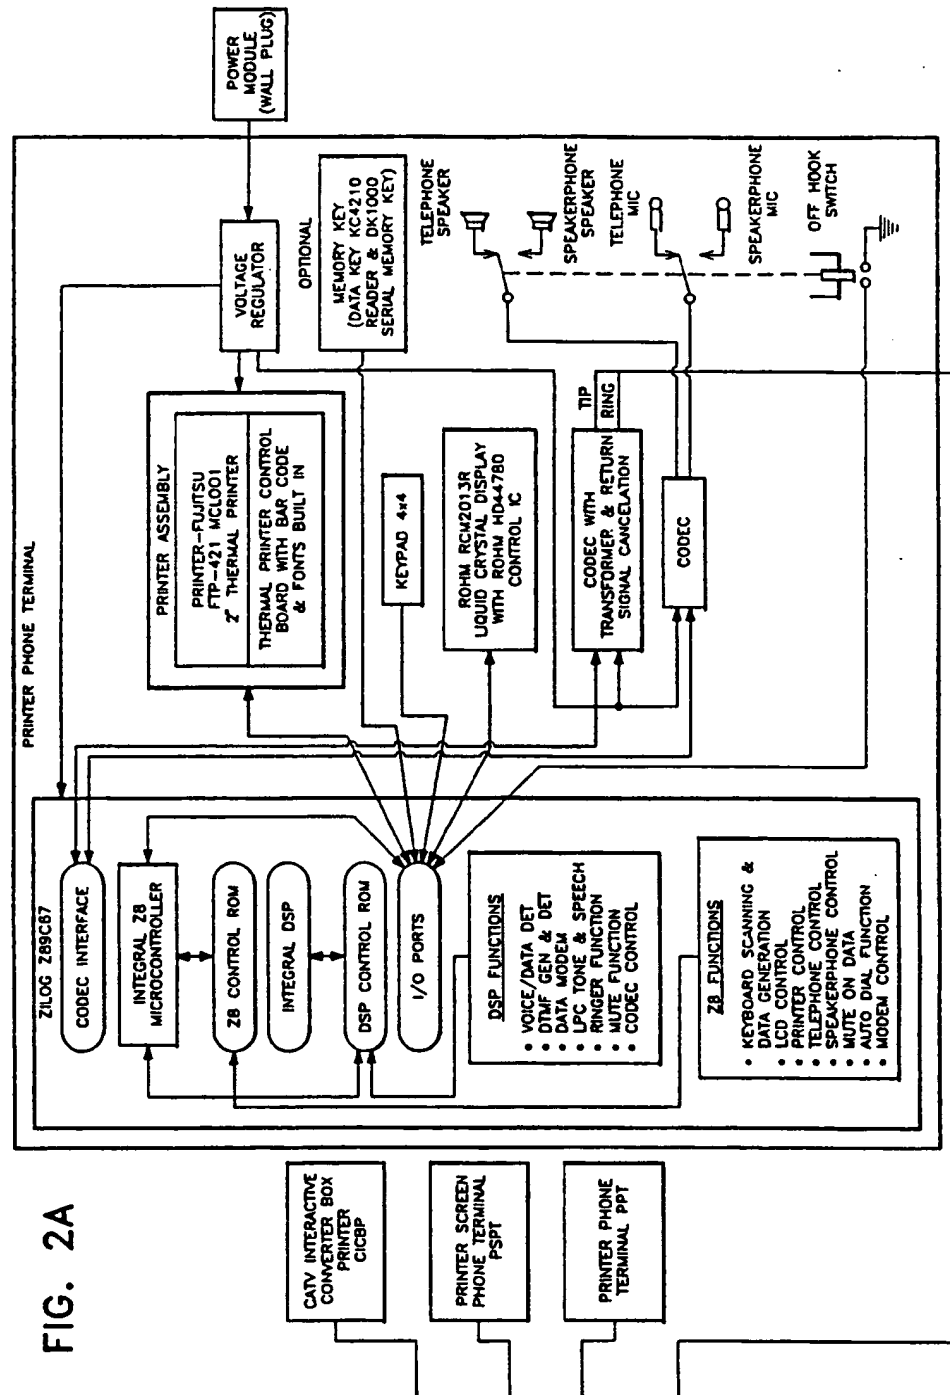 FIG. 2A
PRINTER PHONE TERMINAL
ZILOG Z89C67
CODEC INTERFACE
INTEGRAL Z8
MICROCONTROLLER
Z8 CONTROL ROM
INTEGRAL DSP
DSP CONTROL ROM
I/O PORTS
DSP FUNCTIONS
• VOICE/DATA DET
• DTMF GEN & DET
• DATA MODEM
• LPC TONE & SPEECH
• RINGER FUNCTION
• MUTE FUNCTION
• CODEC CONTROL
Z8 FUNCTIONS
• KEYBOARD SCANNING &
DATA GENERATION
• LCD CONTROL
• PRINTER CONTROL
• TELEPHONE CONTROL
• SPEAKERPHONE CONTROL
• MUTE ON DATA
• AUTO DIAL FUNCTION
• MODEM CONTROL
PRINTER ASSEMBLY
PRINTER-FUJITSU
FTP-421 MCL001
2" THERMAL PRINTER
THERMAL PRINTER CONTROL
BOARD WITH BAR CODE
& FONTS BUILT IN
VOLTAGE
REGULATOR
POWER
MODULE
(WALL PLUG)
OPTIONAL
MEMORY KEY
(DATA KEY KC4210
READER & DK1000
SERIAL MEMORY KEY)
KEYPAD 4x4
ROHM RCM2013R
LIQUID CRYSTAL DISPLAY
WITH ROHM HD44780
CONTROL IC
CODEC WITH
TRANSFORMER & RETURN
SIGNAL CANCELATION
TIP
RING
CODEC
TELEPHONE
SPEAKER
SPEAKERPHONE
SPEAKER
TELEPHONE
MIC
SPEAKERPHONE
MIC
OFF HOOK
SWITCH
CATV INTERACTIVE
CONVERTER BOX
PRINTER
CICBP
PRINTER SCREEN
PHONE TERMINAL
PSPT
PRINTER PHONE
TERMINAL PPT